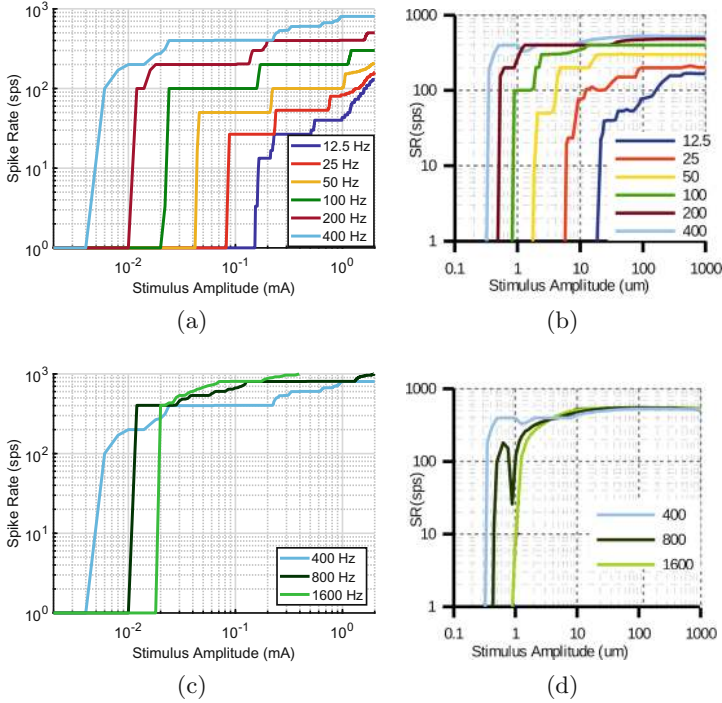 Spike Rate (sps)
10³
10²
10¹
10⁰
10⁻²
10⁻¹
10⁰
Stimulus Amplitude (mA)
12.5 Hz
25 Hz
50 Hz
100 Hz
200 Hz
400 Hz
(a)
SR(sps)
1000
100
10
1
0.1
1
10
100
1000
Stimulus Amplitude (um)
12.5
25
50
100
200
400
(b)
Spike Rate (sps)
10³
10²
10¹
10⁰
10⁻²
10⁻¹
10⁰
Stimulus Amplitude (mA)
400 Hz
800 Hz
1600 Hz
(c)
SR(sps)
1000
100
10
1
0.1
1
10
100
1000
Stimulus Amplitude (um)
400
800
1600
(d)